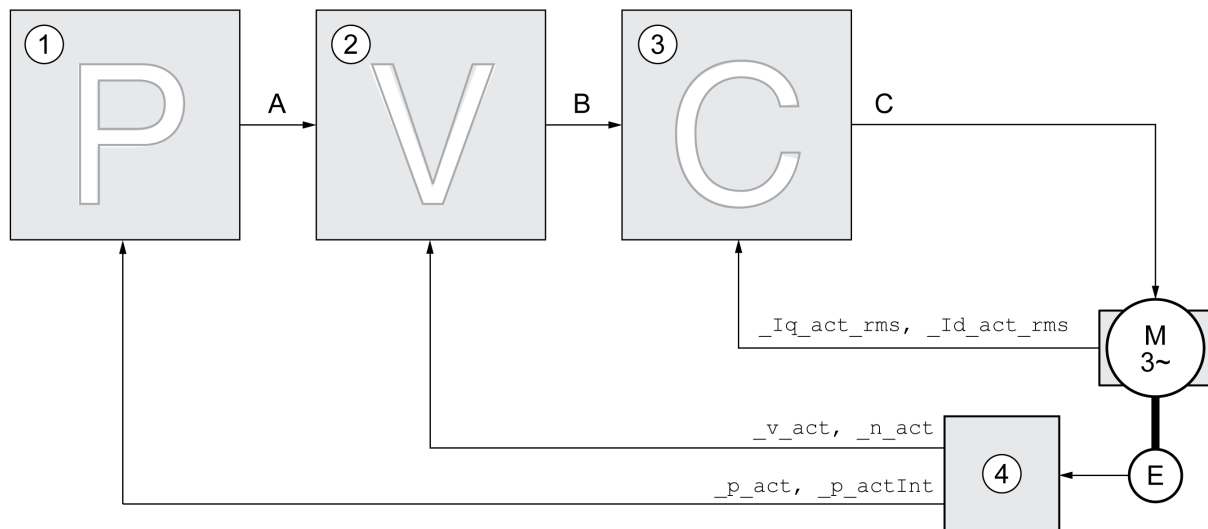 1 2 3
P A V B C C
_Iq_act_rms, _Id_act_rms
M
3~
_v_act, _n_act
4 E
_p_act, _p_actInt